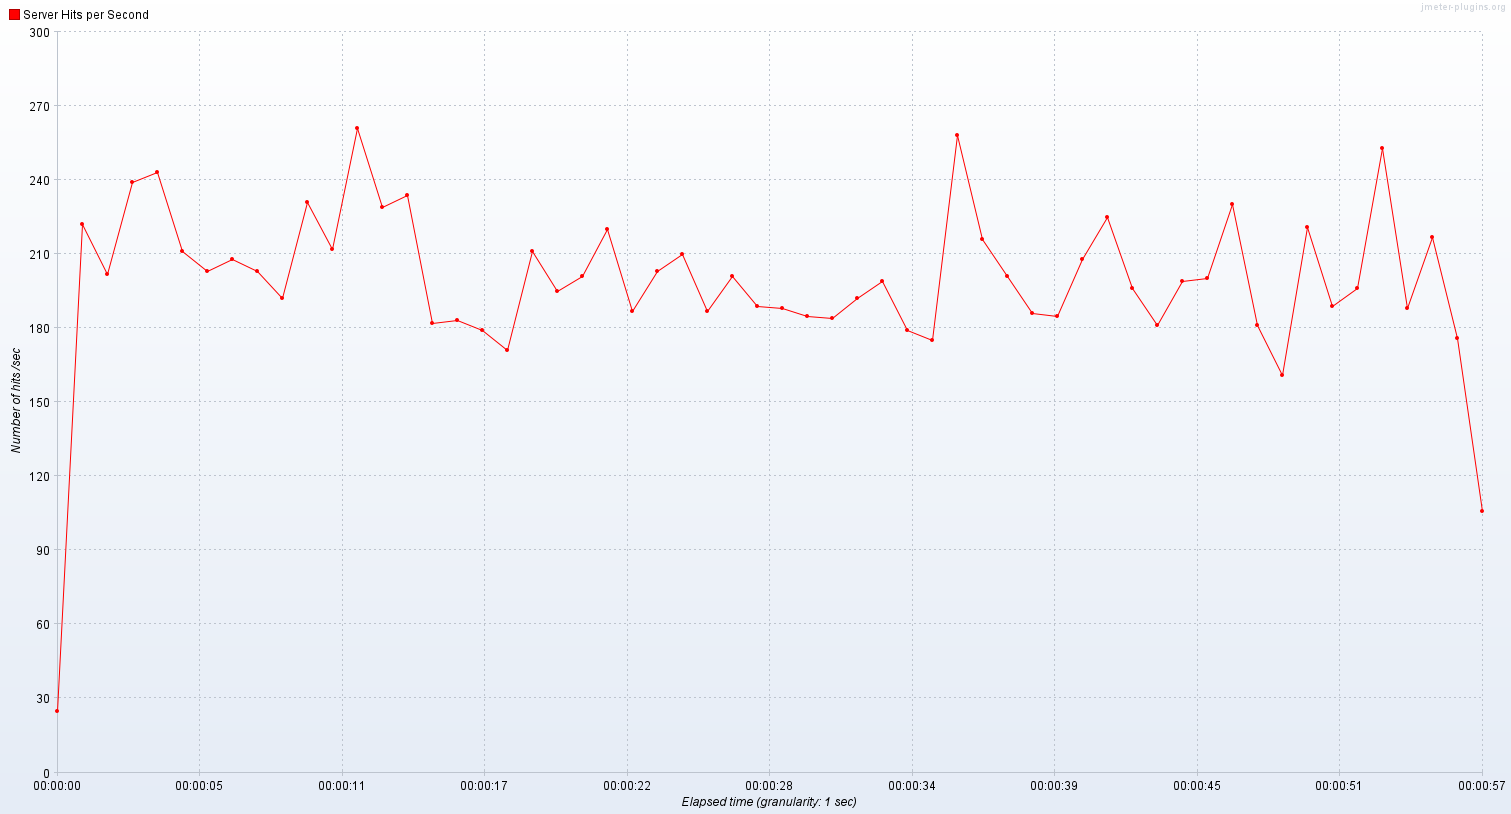 jmeter-plugins.org
Server Hits per Second
300
270
240
210
180
150
120
90
60
30
0
Number of hits /sec
00:00:00 00:00:05 00:00:11 00:00:17 00:00:22 00:00:28 00:00:34 00:00:39 00:00:45 00:00:51 00:00:57
Elapsed time (granularity: 1 sec)